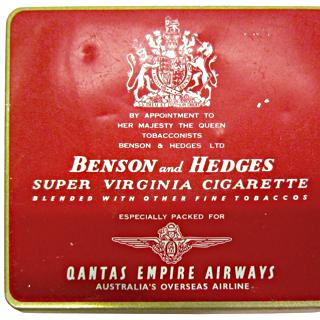 BY APPOINTMENT TO
HER MAJESTY THE QUEEN
TOBACCONISTS
BENSON & HEDGES LTD
BENSON and HEDGES
SUPER VIRGINIA CIGARETTE
BLENDED WITH OTHER FINE TOBACCOS
ESPECIALLY PACKED FOR
QANTAS EMPIRE AIRWAYS
AUSTRALIA'S OVERSEAS AIRLINE